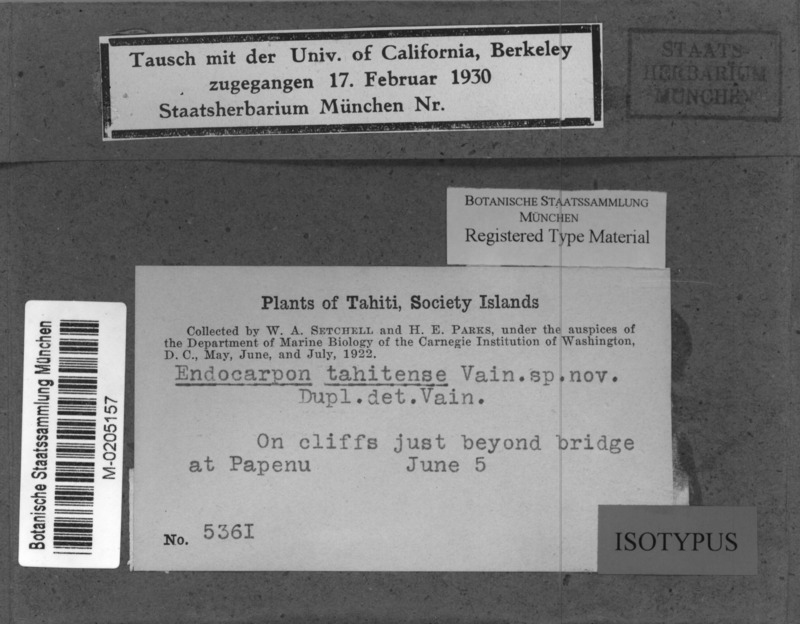 Tausch mit der Univ. of California, Berkeley
zugegangen 17. Februar 1930
Staatsherbarium München Nr.
STAATS
HERBARIUM
MÜNCHEN
BOTANISCHE STAATSSAMMLUNG
MÜNCHEN
Registered Type Material
Plants of Tahiti, Society Islands
Collected by W. A. SETCHELL and H. E. PARKS, under the auspices of
the Department of Marine Biology of the Carnegie Institution of Washington,
D. C., May, June, and July, 1922.
Endocarpon tahitense Vain.sp.nov.
Dupl.det.Vain.
On cliffs just beyond bridge
at Papenu June 5
No. 536I
ISOTYPUS
Botanische Staatssammlung München
M-0205157